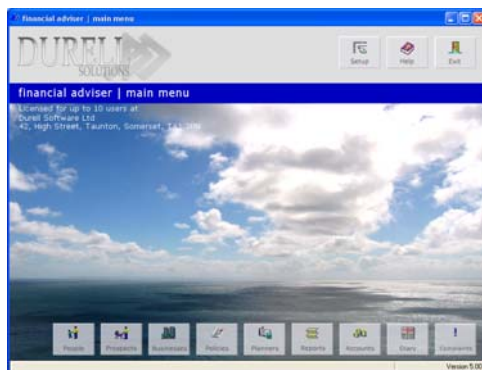 financial adviser | main menu
DURELL
SOLUTIONS
Setup
Help
Exit
financial adviser | main menu
Licensed for up to 10 users at
Durell Software Ltd
42, High Street, Taunton, Somerset,
People
Prospects
Businesses
Policies
Planners
Reports
Accounts
Diary
Complaints
Version 5.00